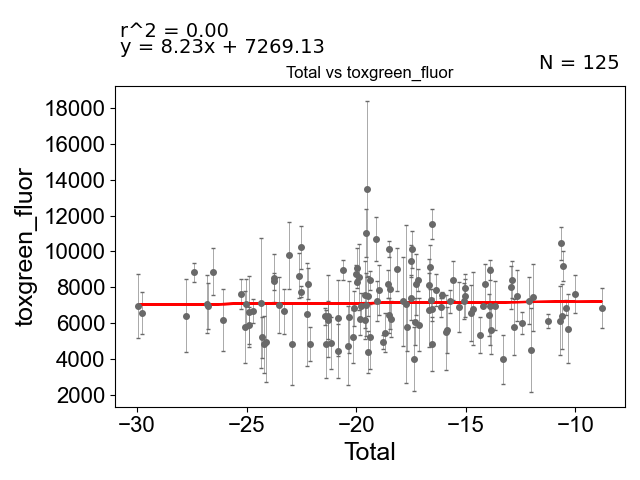 r^2 = 0.00
y = 8.23x + 7269.13
N = 125
Total vs toxgreen_fluor
18000
16000
14000
12000
10000
8000
6000
4000
2000
toxgreen_fluor
−30
−25
−20
−15
−10
Total